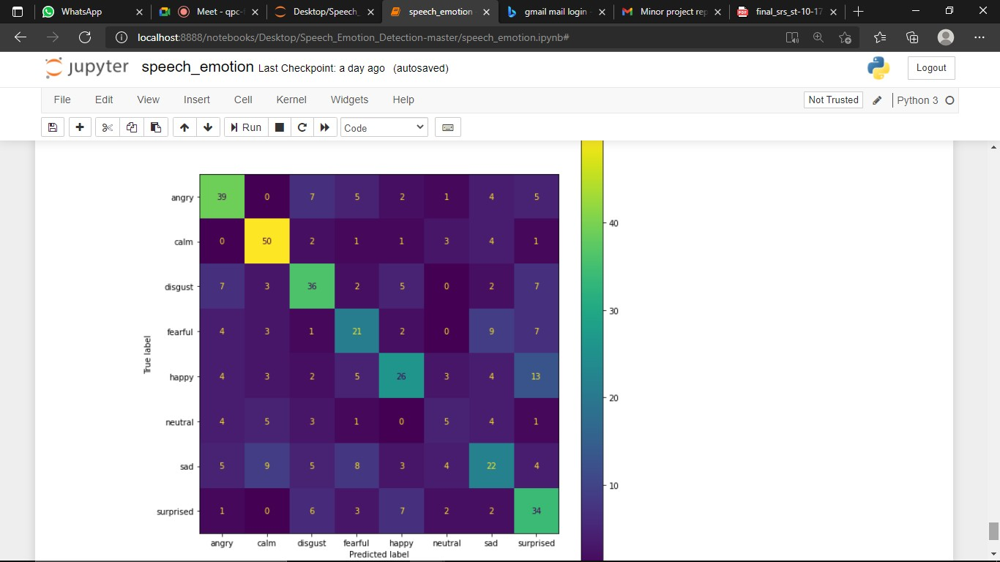 WhatsApp
Meet - qpc-
Desktop/Speech_
speech_emotion
gmail mail login
Minor project rep
final_srs_st-10-17
localhost:8888/notebooks/Desktop/Speech_Emotion_Detection-master/speech_emotion.ipynb#
jupyter speech_emotion Last Checkpoint: a day ago (autosaved)
Logout
File Edit View Insert Cell Kernel Widgets Help
Not Trusted
Python 3
Run
Code
angry 39 0 7 5 2 1 4 5
calm 0 50 2 1 1 3 4 1
disgust 7 3 36 2 5 0 2 7
fearful 4 3 1 21 2 0 9 7
happy 4 3 2 5 26 3 4 13
neutral 4 5 3 1 0 5 4 1
sad 5 9 5 8 3 4 22 4
surprised 1 0 6 3 7 2 2 34
True label
angry calm disgust fearful happy neutral sad surprised
Predicted label
40
30
20
10